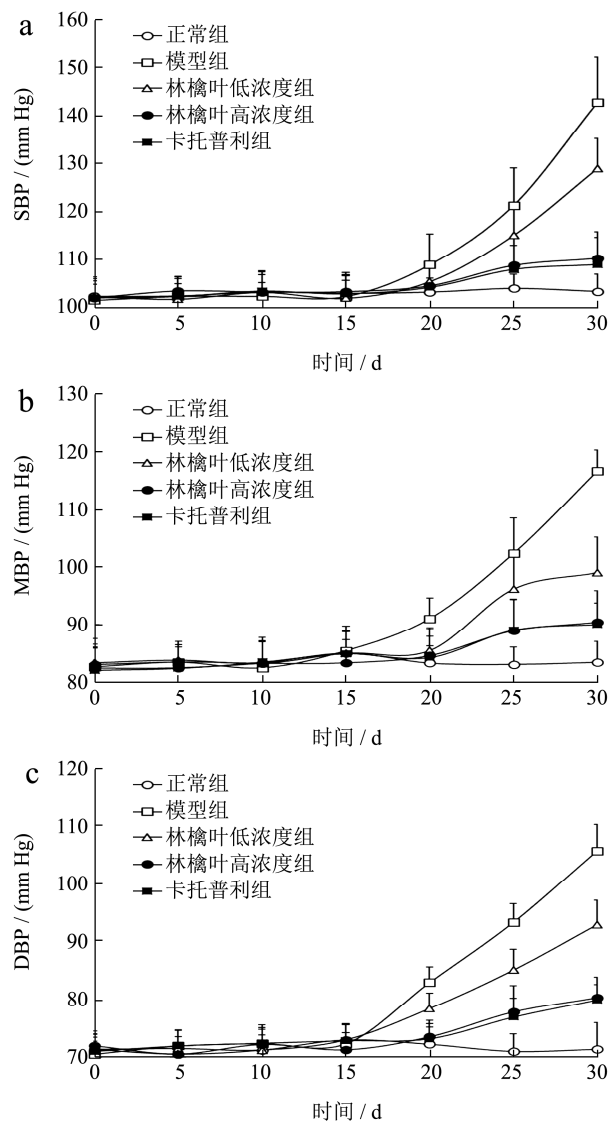 a
160
150
140
130
120
110
100
SBP / (mm Hg)
正常组
模型组
林檎叶低浓度组
林檎叶高浓度组
卡托普利组
0 5 10 15 20 25 30
时间 / d
b
130
120
110
100
90
80
MBP / (mm Hg)
正常组
模型组
林檎叶低浓度组
林檎叶高浓度组
卡托普利组
0 5 10 15 20 25 30
时间 / d
c
120
110
100
90
80
70
DBP / (mm Hg)
正常组
模型组
林檎叶低浓度组
林檎叶高浓度组
卡托普利组
0 5 10 15 20 25 30
时间 / d